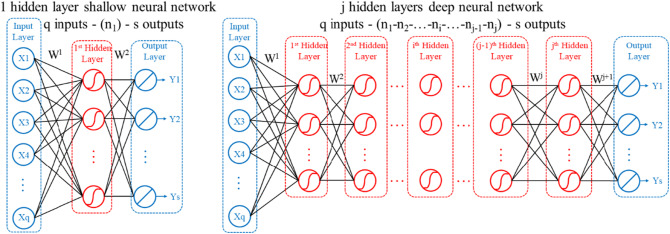 1 hidden layer shallow neural network
q inputs - (n1) - s outputs
Input
Layer
W1
1st Hidden
Layer
W2
Output
Layer
X1
X2
X3
X4
Xq
Y1
Y2
Ys
j hidden layers deep neural network
q inputs - (n1-n2-…-ni-…-nj-1-nj) - s outputs
Input
Layer
W1
1st Hidden
Layer
W2
2nd Hidden
Layer
ith Hidden
Layer
(j-1)th Hidden
Layer
Wj
jth Hidden
Layer
Wj+1
Output
Layer
X1
X2
X3
X4
Xq
Y1
Y2
Ys